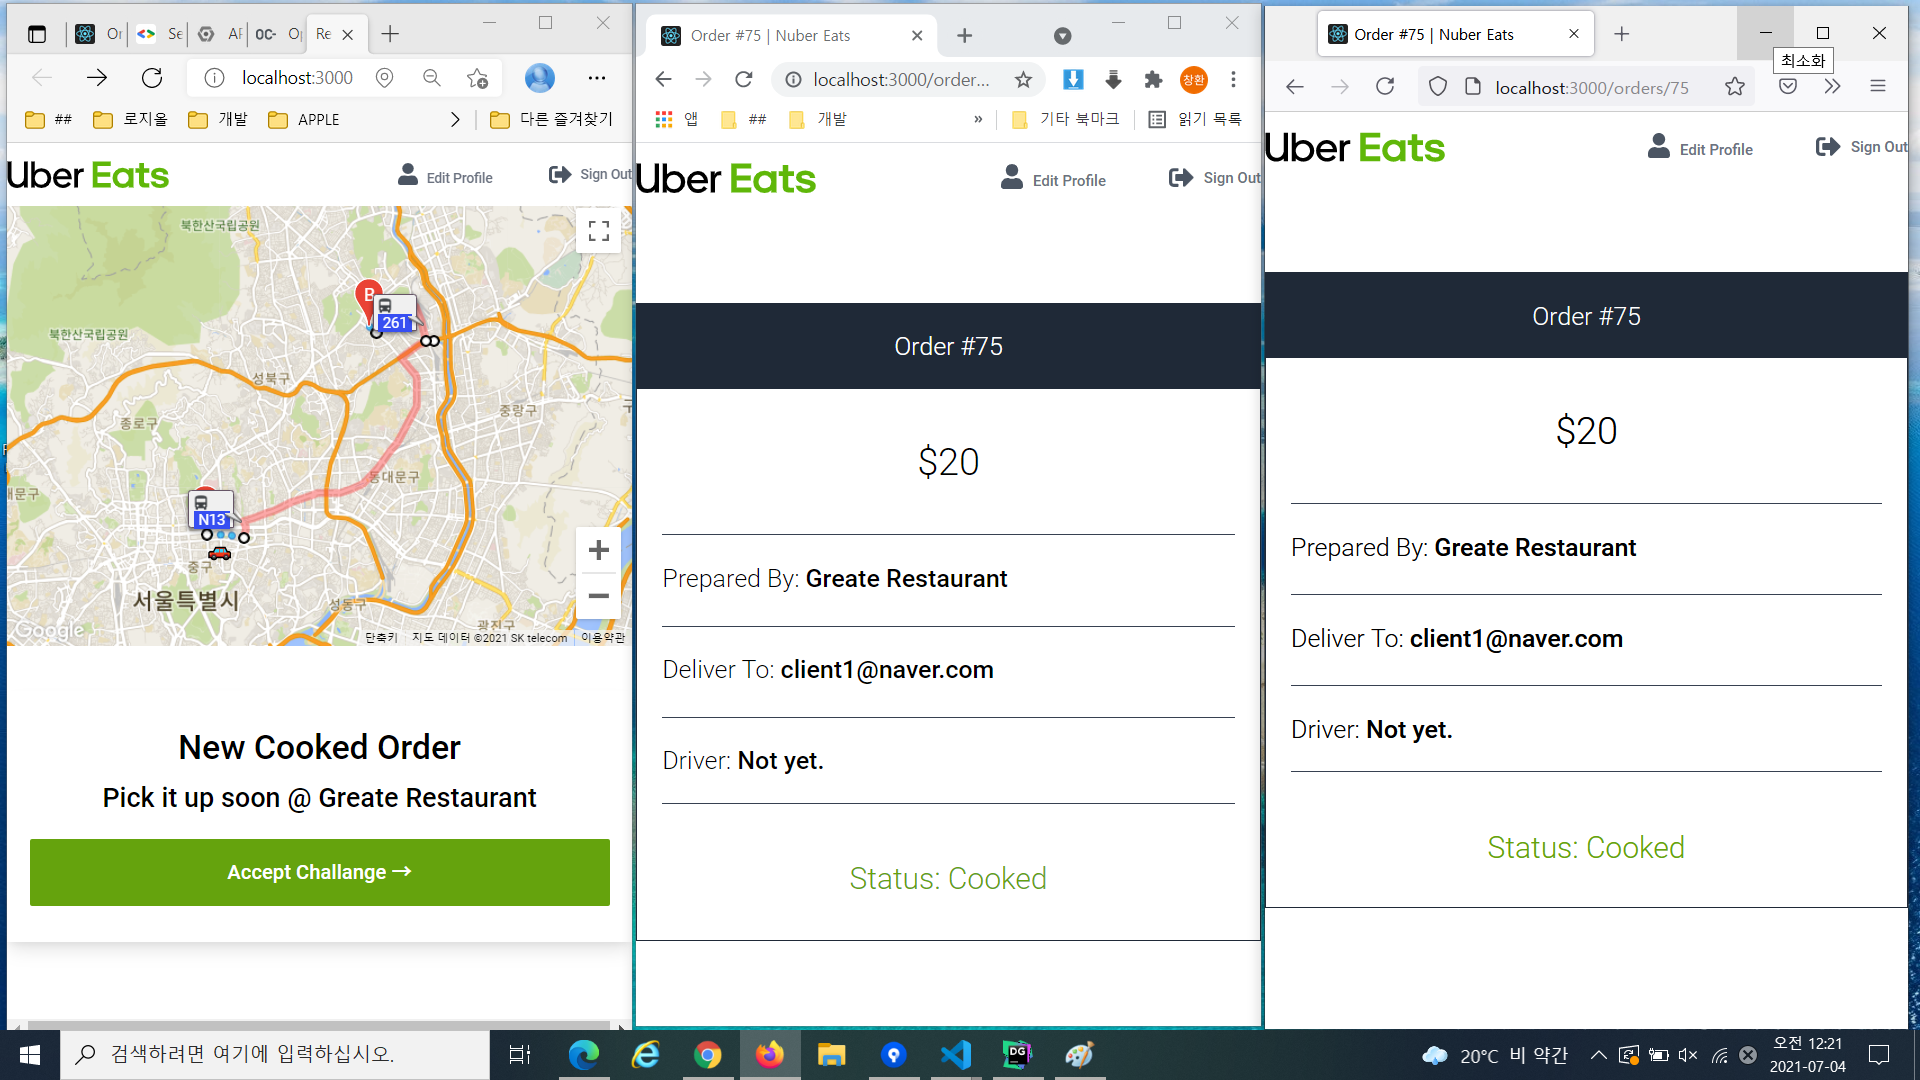 Or
Se
AF
OC- O
Re
localhost:3000
##
로지올
개발
APPLE
다른 즐겨찾기
Uber Eats
Edit Profile
Sign Out
북한산국립공원
북한산국립공원
B
261
성북구
종로구
중랑구
동대문구
대문구
N13
중구
서울특별시
성동구
광진구
Google
단축키
지도 데이터 ©2021 SK telecom
이용약관
New Cooked Order
Pick it up soon @ Greate Restaurant
Accept Challange →
Order #75 | Nuber Eats
localhost:3000/order...
창환
앱
##
개발
»
기타 북마크
읽기 목록
Uber Eats
Edit Profile
Sign Out
Order #75
$20
Prepared By: Greate Restaurant
Deliver To: client1@naver.com
Driver: Not yet.
Status: Cooked
Order #75 | Nuber Eats
최소화
localhost:3000/orders/75
Uber Eats
Edit Profile
Sign Out
Order #75
$20
Prepared By: Greate Restaurant
Deliver To: client1@naver.com
Driver: Not yet.
Status: Cooked
검색하려면 여기에 입력하십시오.
DG
20°C 비 약간
오전 12:21
2021-07-04